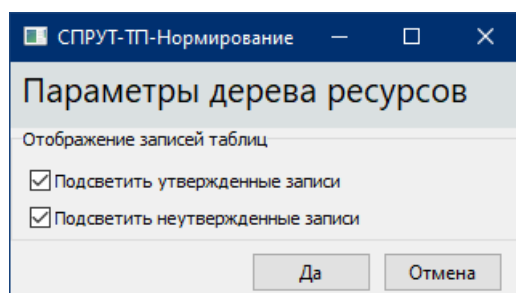 СПРУТ-ТП-Нормирование
Параметры дерева ресурсов
Отображение записей таблиц
Подсветить утвержденные записи
Подсветить неутвержденные записи
Да Отмена